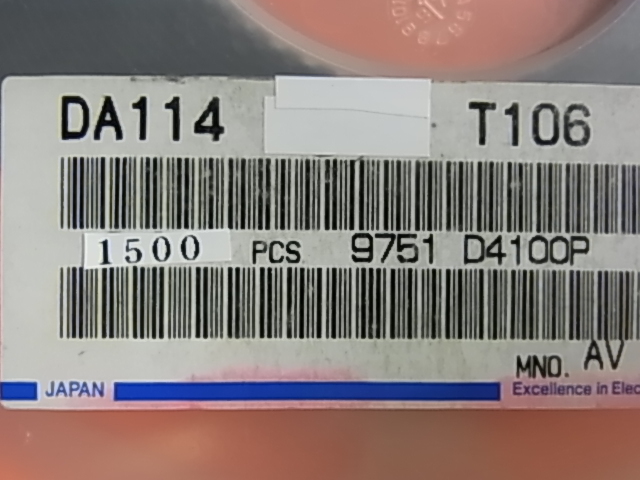 DA114 T106
1500 PCS 9751 D4100P
MNO. AV
JAPAN Excellence in Elec